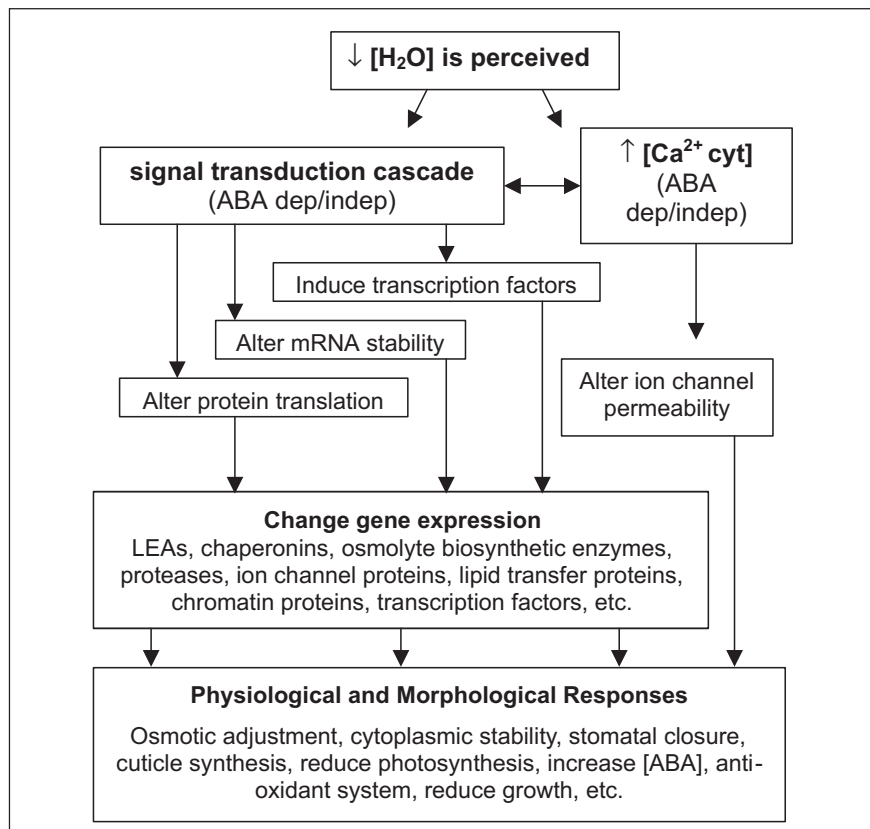 ↓ [H₂O] is perceived
signal transduction cascade
(ABA dep/indep)
↑ [Ca²⁺ cyt]
(ABA
dep/indep)
Induce transcription factors
Alter mRNA stability
Alter protein translation
Alter ion channel
permeability
Change gene expression
LEAs, chaperonins, osmolyte biosynthetic enzymes,
proteases, ion channel proteins, lipid transfer proteins,
chromatin proteins, transcription factors, etc.
Physiological and Morphological Responses
Osmotic adjustment, cytoplasmic stability, stomatal closure,
cuticle synthesis, reduce photosynthesis, increase [ABA], anti-
oxidant system, reduce growth, etc.